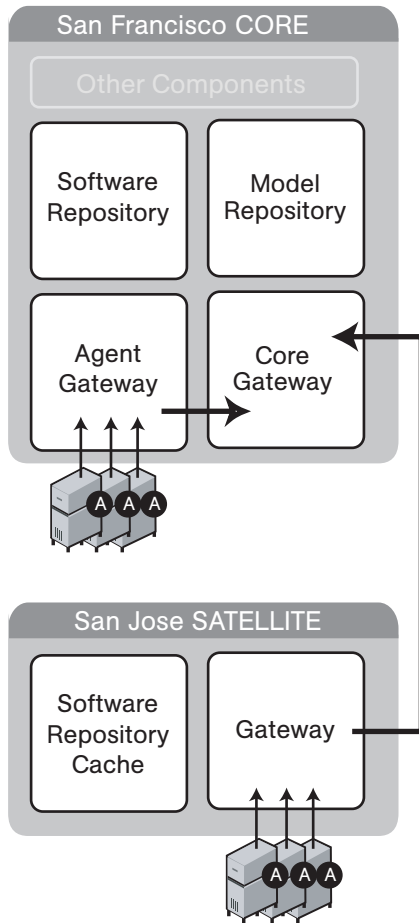 San Francisco CORE
Other Components
Software
Repository
Model
Repository
Agent
Gateway
Core
Gateway
A A A
San Jose SATELLITE
Software
Repository
Cache
Gateway
A A A